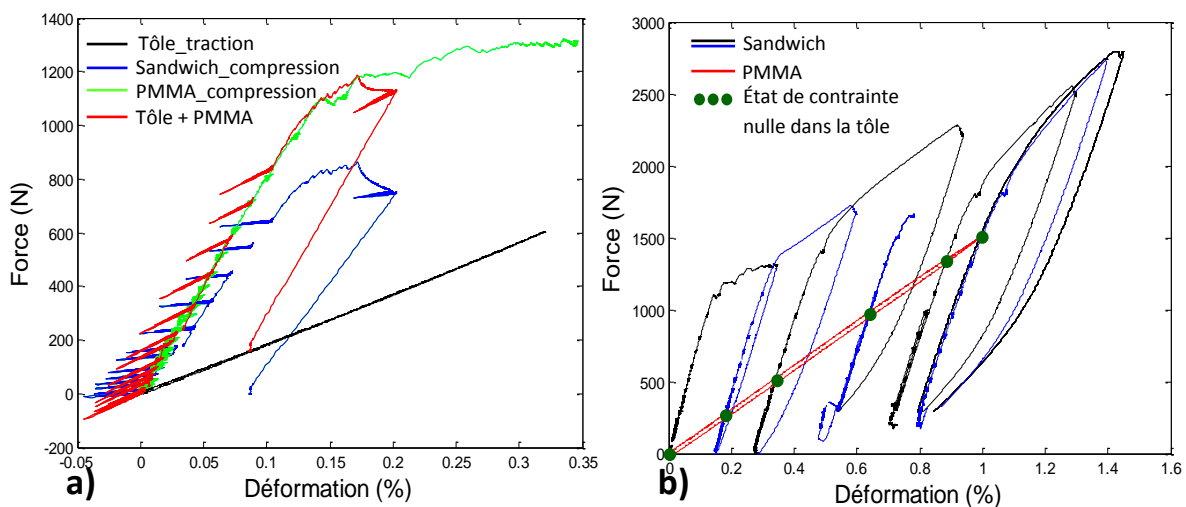 1400
1200
1000
800
600
400
200
0
-200
Force (N)
Tôle_traction
Sandwich_compression
PMMA_compression
Tôle + PMMA
-0.05
0
0.05
0.1
0.15
0.2
0.25
0.3
0.35
a)
Déformation (%)
3000
2500
2000
1500
1000
500
0
Force (N)
Sandwich
PMMA
État de contrainte
nulle dans la tôle
0
0.2
0.4
0.6
0.8
1
1.2
1.4
1.6
b)
Déformation (%)